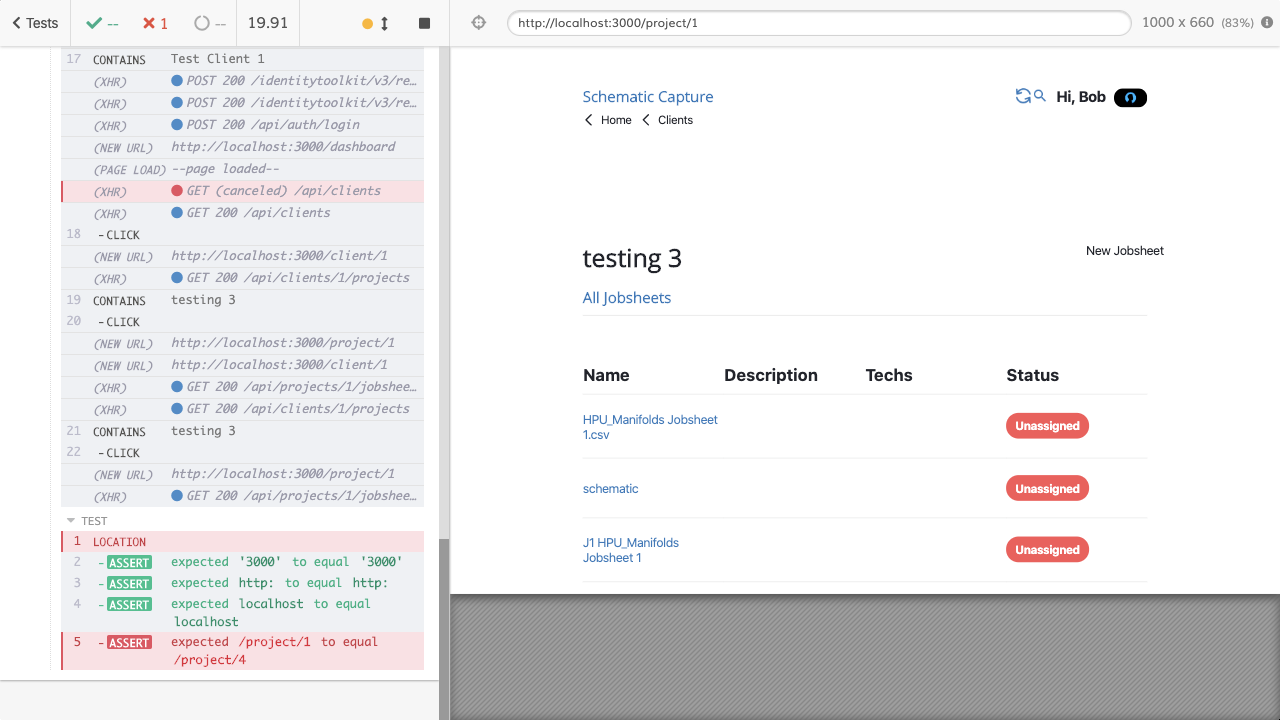 Tests
--
1
--
19.91
http://localhost:3000/project/1
1000 x 660 (83%)
17 CONTAINS Test Client 1
(XHR) POST 200 /identitytoolkit/v3/re…
(XHR) POST 200 /identitytoolkit/v3/re…
(XHR) POST 200 /api/auth/login
(NEW URL) http://localhost:3000/dashboard
(PAGE LOAD) --page loaded--
(XHR) GET (canceled) /api/clients
(XHR) GET 200 /api/clients
18 -CLICK
(NEW URL) http://localhost:3000/client/1
(XHR) GET 200 /api/clients/1/projects
19 CONTAINS testing 3
20 -CLICK
(NEW URL) http://localhost:3000/project/1
(NEW URL) http://localhost:3000/client/1
(XHR) GET 200 /api/projects/1/jobshee…
(XHR) GET 200 /api/clients/1/projects
21 CONTAINS testing 3
22 -CLICK
(NEW URL) http://localhost:3000/project/1
(XHR) GET 200 /api/projects/1/jobshee…
TEST
1 LOCATION
2 -ASSERT expected '3000' to equal '3000'
3 -ASSERT expected http: to equal http:
4 -ASSERT expected localhost to equal
localhost
5 -ASSERT expected /project/1 to equal
/project/4
Schematic Capture
Hi, Bob
Home Clients
testing 3
New Jobsheet
All Jobsheets
Name Description Techs Status
HPU_Manifolds Jobsheet
1.csv
Unassigned
schematic
Unassigned
J1 HPU_Manifolds
Jobsheet 1
Unassigned